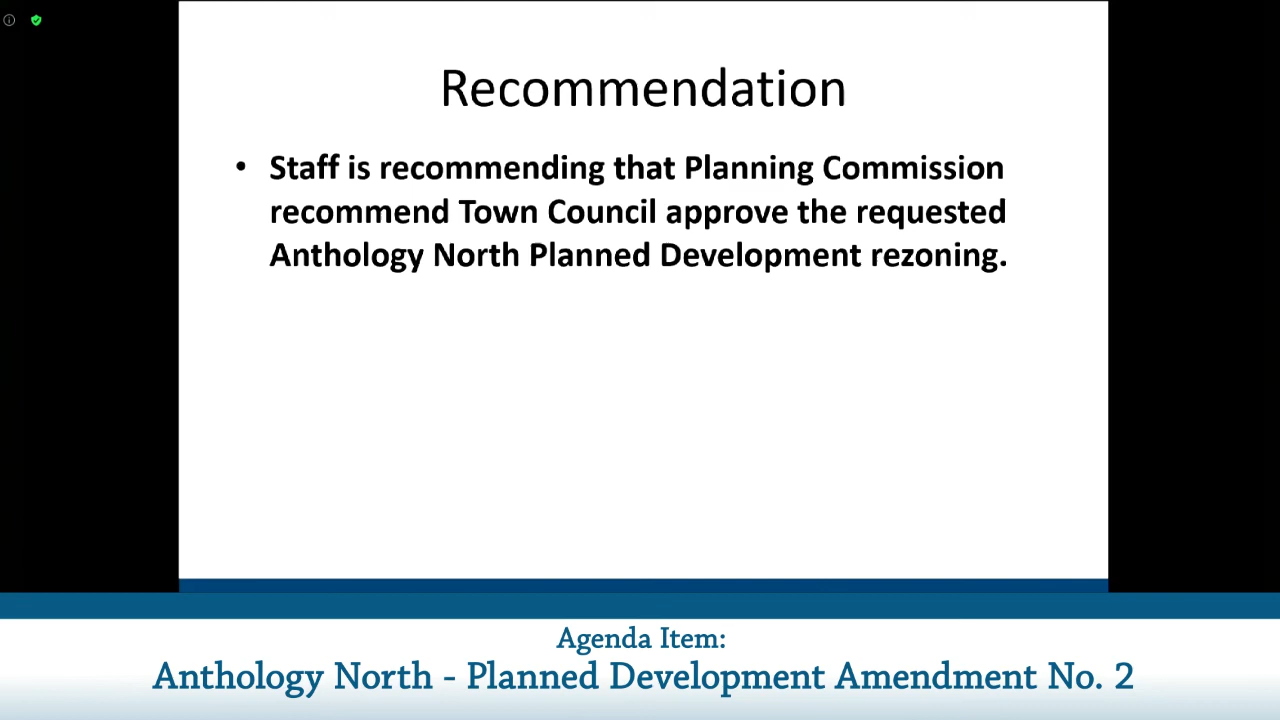 Recommendation
• Staff is recommending that Planning Commission
recommend Town Council approve the requested
Anthology North Planned Development rezoning.
Agenda Item:
Anthology North - Planned Development Amendment No. 2